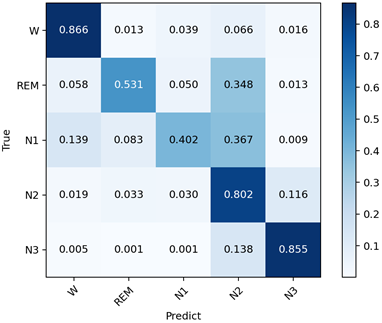 W 0.866 0.013 0.039 0.066 0.016
REM 0.058 0.531 0.050 0.348 0.013
N1 0.139 0.083 0.402 0.367 0.009
N2 0.019 0.033 0.030 0.802 0.116
N3 0.005 0.001 0.001 0.138 0.855
True
W REM N1 N2 N3
Predict
0.8
0.7
0.6
0.5
0.4
0.3
0.2
0.1